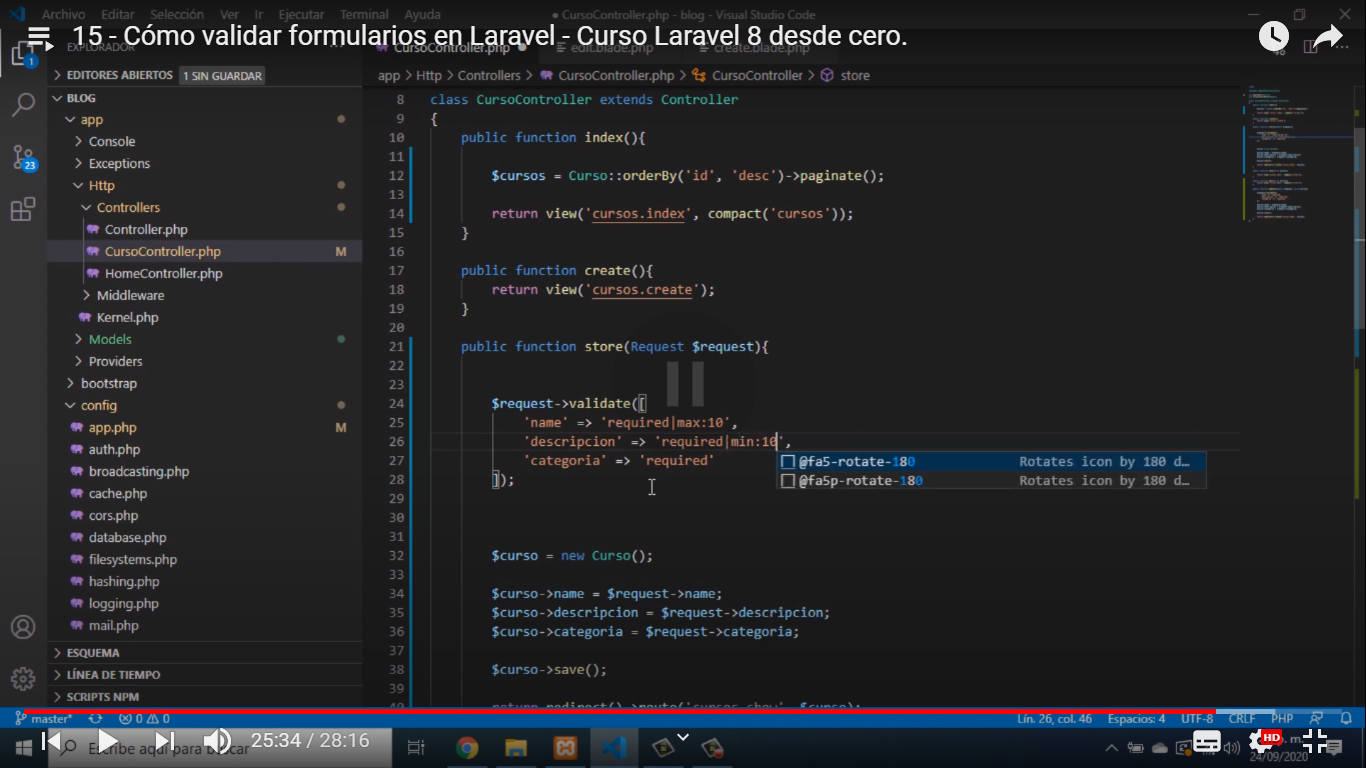 Archivo Editar Selección Ver Ir Ejecutar Terminal Ayuda
● CursoController.php - blog - Visual Studio Code
15 - Cómo validar formularios en Laravel - Curso Laravel 8 desde cero.
EXPLORADOR
CursoController.php ●
edit.blade.php
create.blade.php
1
EDITORES ABIERTOS 1 SIN GUARDAR
app > Http > Controllers > CursoController.php > CursoController > store
BLOG
app
Console
Exceptions
Http
Controllers
Controller.php
CursoController.php M
HomeController.php
Middleware
Kernel.php
Models
Providers
bootstrap
config
app.php M
auth.php
broadcasting.php
cache.php
cors.php
database.php
filesystems.php
hashing.php
logging.php
mail.php
ESQUEMA
LÍNEA DE TIEMPO
SCRIPTS NPM
23
8 class CursoController extends Controller
9 {
10 public function index(){
11
12 $cursos = Curso::orderBy('id', 'desc')->paginate();
13
14 return view('cursos.index', compact('cursos'));
15 }
16
17 public function create(){
18 return view('cursos.create');
19 }
20
21 public function store(Request $request){
22
23
24 $request->validate([
25 'name' => 'required|max:10',
26 'descripcion' => 'required|min:10',
27 'categoria' => 'required'
28 ]);
29
30
31
32 $curso = new Curso();
33
34 $curso->name = $request->name;
35 $curso->descripcion = $request->descripcion;
36 $curso->categoria = $request->categoria;
37
38 $curso->save();
39
40 return redirect()->route('cursos.show', $curso);
@fa5-rotate-180 Rotates icon by 180 d…
@fa5p-rotate-180 Rotates icon by 180 d…
master* 0 0 Lín. 26, col. 46 Espacios: 4 UTF-8 CRLF PHP
Escribe aquí para buscar
25:34 / 28:16
HD
24/09/2020